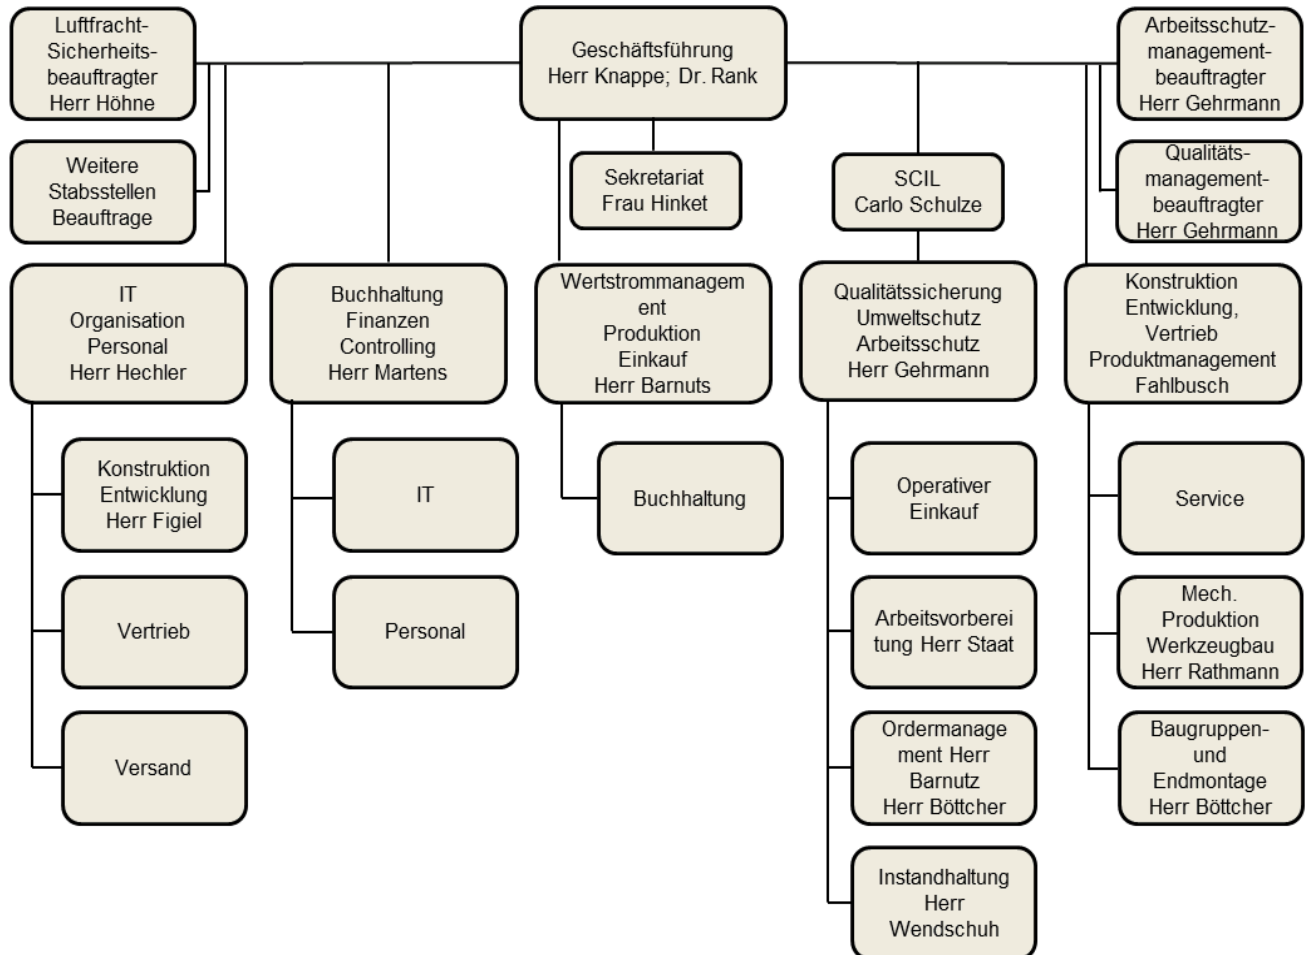 Luftfracht-
Sicherheits-
beauftragter
Herr Höhne
Geschäftsführung
Herr Knappe; Dr. Rank
Arbeitsschutz-
management-
beauftragter
Herr Gehrmann
Weitere
Stabsstellen
Beauftrage
Sekretariat
Frau Hinket
SCIL
Carlo Schulze
Qualitäts-
management-
beauftragter
Herr Gehrmann
IT
Organisation
Personal
Herr Hechler
Buchhaltung
Finanzen
Controlling
Herr Martens
Wertstrommanagem
ent
Produktion
Einkauf
Herr Barnuts
Qualitätssicherung
Umweltschutz
Arbeitsschutz
Herr Gehrmann
Konstruktion
Entwicklung,
Vertrieb
Produktmanagement
Fahlbusch
Konstruktion
Entwicklung
Herr Figiel
IT
Buchhaltung
Operativer
Einkauf
Service
Vertrieb
Personal
Arbeitsvorberei
tung Herr Staat
Mech.
Produktion
Werkzeugbau
Herr Rathmann
Versand
Ordermanage
ment Herr
Barnutz
Herr Böttcher
Baugruppen-
und
Endmontage
Herr Böttcher
Instandhaltung
Herr
Wendschuh